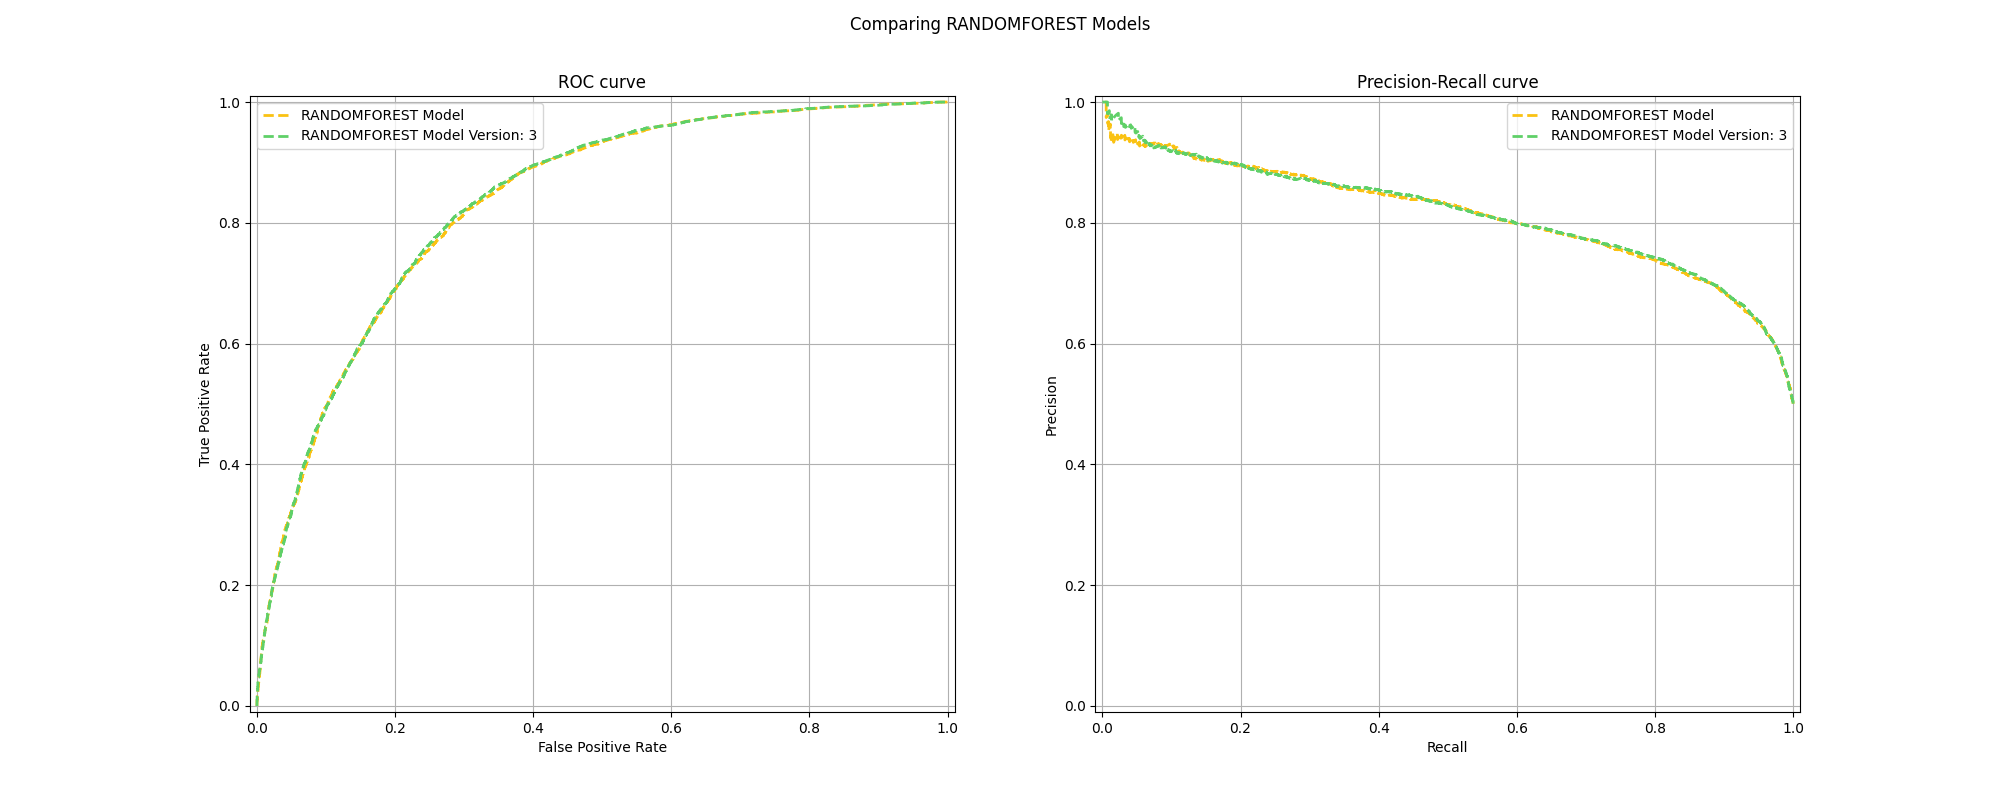 Comparing RANDOMFOREST Models
ROC curve
RANDOMFOREST Model
RANDOMFOREST Model Version: 3
True Positive Rate
1.0
0.8
0.6
0.4
0.2
0.0
0.0 0.2 0.4 0.6 0.8 1.0
False Positive Rate
Precision-Recall curve
RANDOMFOREST Model
RANDOMFOREST Model Version: 3
Precision
1.0
0.8
0.6
0.4
0.2
0.0
0.0 0.2 0.4 0.6 0.8 1.0
Recall